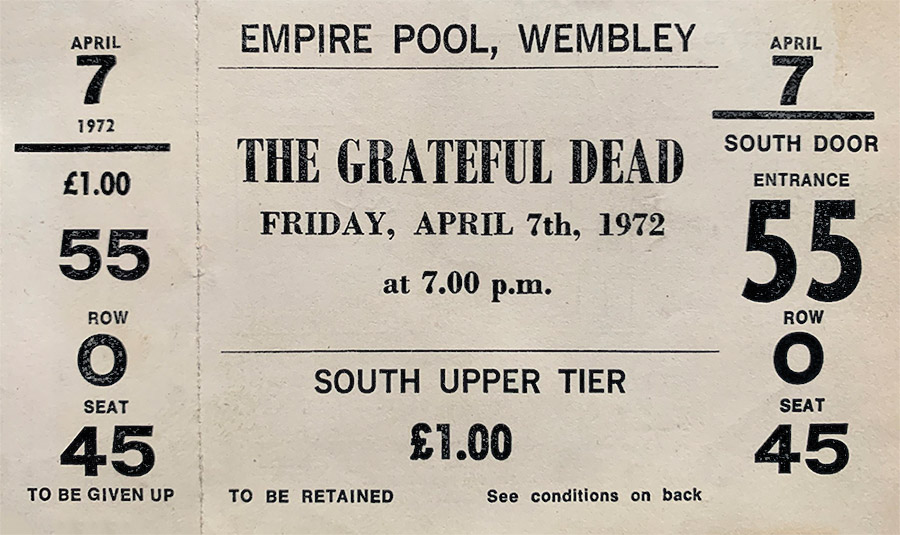 APRIL
7
1972
£1.00
55
ROW
O
SEAT
45
TO BE GIVEN UP
EMPIRE POOL, WEMBLEY
THE GRATEFUL DEAD
FRIDAY, APRIL 7th, 1972
at 7.00 p.m.
SOUTH UPPER TIER
£1.00
TO BE RETAINED
See conditions on back
APRIL
7
SOUTH DOOR
ENTRANCE
55
ROW
O
SEAT
45